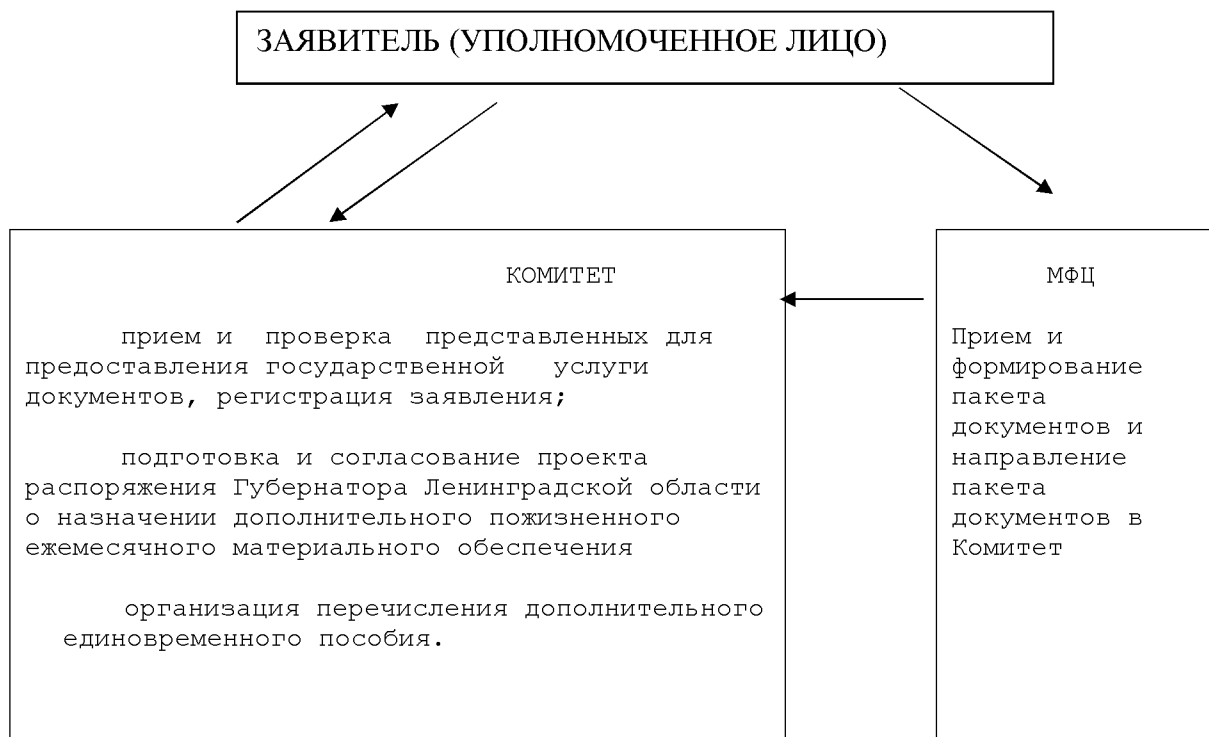 ЗАЯВИТЕЛЬ (УПОЛНОМОЧЕННОЕ ЛИЦО)
КОМИТЕТ
прием и проверка представленных для
предоставления государственной услуги
документов, регистрация заявления;
подготовка и согласование проекта
распоряжения Губернатора Ленинградской области
о назначении дополнительного пожизненного
ежемесячного материального обеспечения
организация перечисления дополнительного
единовременного пособия.
МФЦ
Прием и
формирование
пакета
документов и
направление
пакета
документов в
Комитет